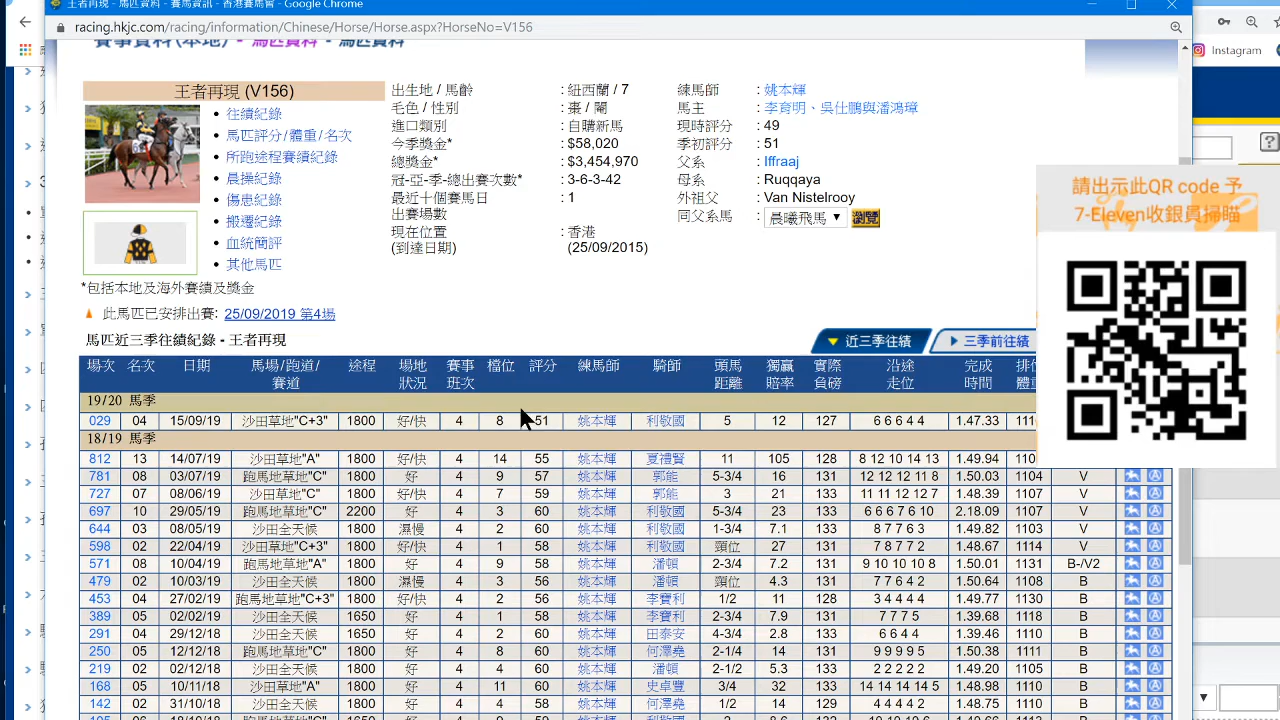 王者再現 - 馬匹資料 - 賽馬資訊 - 香港賽馬會 - Google Chrome
racing.hkjc.com/racing/information/Chinese/Horse/Horse.aspx?HorseNo=V156
Instagram
賽事資料(本地) - 馬匹資料 - 馬匹資料
王者再現 (V156)
往績紀錄
馬匹評分/體重/名次
所跑途程賽績紀錄
晨操紀錄
傷患紀錄
搬遷紀錄
血統簡評
其他馬匹
出生地 / 馬齡 : 紐西蘭 / 7
毛色 / 性別 : 棗 / 閹
進口類別 : 自購新馬
今季獎金* : $58,020
總獎金* : $3,454,970
冠-亞-季-總出賽次數* : 3-6-3-42
最近十個賽馬日 : 1
出賽場數
現在位置 : 香港
(到達日期) (25/09/2015)
練馬師 : 姚本輝
馬主 : 李育明、吳仕鵬與潘鴻璋
現時評分 : 49
季初評分 : 51
父系 : Iffraaj
母系 : Ruqqaya
外祖父 : Van Nistelrooy
同父系馬 : 晨曦飛馬 瀏覽
請出示此QR code 予
7-Eleven收銀員掃瞄
*包括本地及海外賽績及獎金
此馬匹已安排出賽: 25/09/2019 第4場
馬匹近三季往績紀錄 - 王者再現
近三季往績 三季前往績
場次 名次 日期 馬場/跑道/ 途程 場地 賽事 檔位 評分 練馬師 騎師 頭馬 獨贏 實際 沿途 完成 排位
賽道 狀況 班次 距離 賠率 負磅 走位 時間 體重
19/20 馬季
029 04 15/09/19 沙田草地"C+3" 1800 好/快 4 8 51 姚本輝 利敬國 5 12 127 6 6 6 4 4 1.47.33
18/19 馬季
812 13 14/07/19 沙田草地"A" 1800 好/快 4 14 55 姚本輝 夏禮賢 11 105 128 8 12 10 14 13 1.49.94
781 08 03/07/19 跑馬地草地"C" 1800 好 4 9 57 姚本輝 郭能 5-3/4 16 131 12 12 12 11 8 1.50.03 1104 V
727 07 08/06/19 沙田草地"C" 1800 好/快 4 7 59 姚本輝 郭能 3 21 133 11 11 12 12 7 1.48.39 1107 V
697 10 29/05/19 跑馬地草地"C" 2200 好 4 3 60 姚本輝 利敬國 5-3/4 23 133 6 6 6 7 6 10 2.18.09 1107 V
644 03 08/05/19 沙田全天候 1800 濕慢 4 2 60 姚本輝 利敬國 1-3/4 7.1 133 8 7 7 6 3 1.49.82 1103 V
598 02 22/04/19 沙田草地"C+3" 1800 好/快 4 1 58 姚本輝 利敬國 頸位 27 131 7 8 7 7 2 1.48.67 1114 V
571 08 10/04/19 跑馬地草地"A" 1800 好 4 9 58 姚本輝 潘頓 2-3/4 7.2 131 9 10 10 10 8 1.50.01 1131 B-/V2
479 02 10/03/19 沙田全天候 1800 濕慢 4 3 56 姚本輝 潘頓 頸位 4.3 131 7 7 6 4 2 1.50.64 1108 B
453 04 27/02/19 跑馬地草地"C+3" 1800 好/快 4 2 56 姚本輝 李寶利 1/2 11 128 3 4 4 4 4 1.49.77 1130 B
389 05 02/02/19 沙田全天候 1650 好 4 1 58 姚本輝 李寶利 2-3/4 7.9 131 7 7 7 5 1.39.68 1118 B
291 04 29/12/18 沙田全天候 1650 好 4 2 60 姚本輝 田泰安 4-3/4 2.8 133 6 6 4 4 1.39.46 1110 B
250 05 12/12/18 跑馬地草地"C" 1800 好 4 8 60 姚本輝 何澤堯 2-1/4 14 131 9 9 9 9 5 1.50.38 1111 B
219 02 02/12/18 沙田全天候 1800 好 4 4 60 姚本輝 潘頓 2-1/2 5.3 133 2 2 2 2 2 1.49.20 1105 B
168 05 10/11/18 沙田草地"A" 1800 好 4 11 60 姚本輝 史卓豐 3/4 32 133 14 14 14 14 5 1.48.98 1110 B
142 02 31/10/18 沙田全天候 1800 好 4 4 58 姚本輝 何澤堯 1/2 14 129 4 4 4 4 2 1.48.75 1110 B